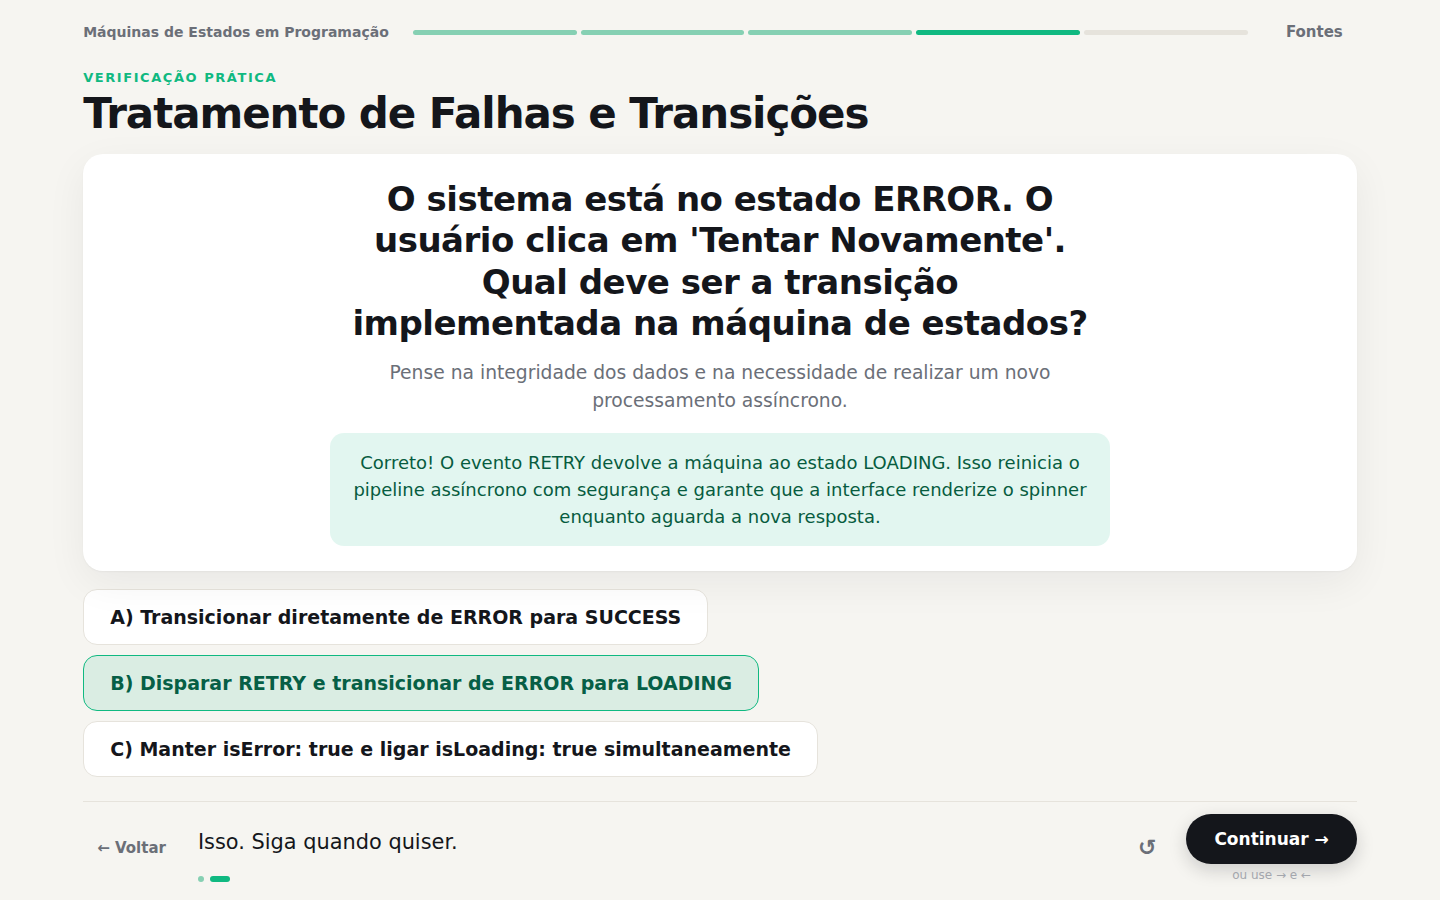 Máquinas de Estados em Programação
Fontes
VERIFICAÇÃO PRÁTICA
Tratamento de Falhas e Transições
O sistema está no estado ERROR. O
usuário clica em 'Tentar Novamente'.
Qual deve ser a transição
implementada na máquina de estados?
Pense na integridade dos dados e na necessidade de realizar um novo
processamento assíncrono.
Correto! O evento RETRY devolve a máquina ao estado LOADING. Isso reinicia o
pipeline assíncrono com segurança e garante que a interface renderize o spinner
enquanto aguarda a nova resposta.
A) Transicionar diretamente de ERROR para SUCCESS
B) Disparar RETRY e transicionar de ERROR para LOADING
C) Manter isError: true e ligar isLoading: true simultaneamente
← Voltar
Isso. Siga quando quiser.
↺
Continuar →
ou use → e ←